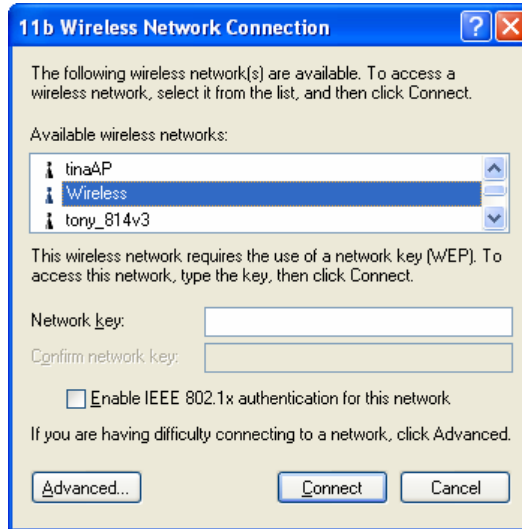 11b Wireless Network Connection
The following wireless network(s) are available. To access a
wireless network, select it from the list, and then click Connect.
Available wireless networks:
tinaAP
Wireless
tony_814v3
This wireless network requires the use of a network key (WEP). To
access this network, type the key, then click Connect.
Network key:
Confirm network key:
Enable IEEE 802.1x authentication for this network
If you are having difficulty connecting to a network, click Advanced.
Advanced... Connect Cancel